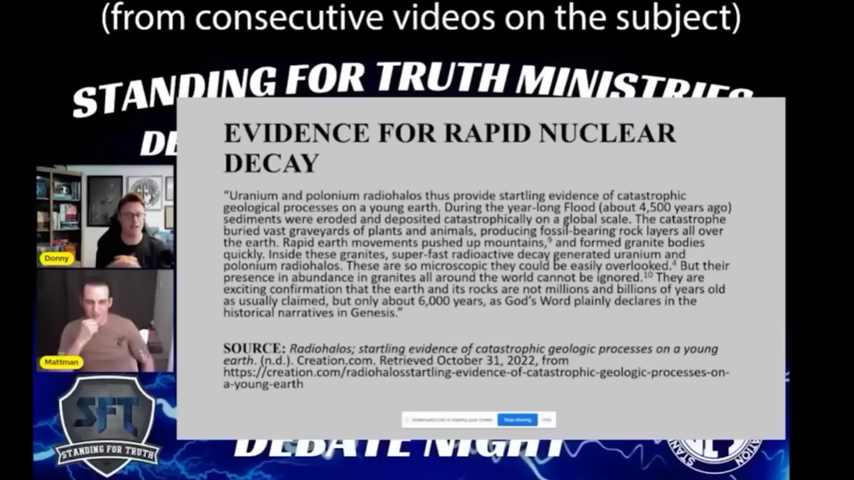 (from consecutive videos on the subject)
STANDING FOR TRUTH MINISTRIES
DE
EVIDENCE FOR RAPID NUCLEAR
DECAY
“Uranium and polonium radiohalos thus provide startling evidence of catastrophic
geological processes on a young earth. During the year-long Flood (about 4,500 years ago)
sediments were eroded and deposited catastrophically on a global scale. The catastrophe
buried vast graveyards of plants and animals, producing fossil-bearing rock layers all over
the earth. Rapid earth movements pushed up mountains,⁹ and formed granite bodies
quickly. Inside these granites, super-fast radioactive decay generated uranium and
polonium radiohalos. These are so microscopic they could be easily overlooked.⁴ But their
presence in abundance in granites all around the world cannot be ignored.¹⁰ They are
exciting confirmation that the earth and its rocks are not millions and billions of years old
as usually claimed, but only about 6,000 years, as God’s Word plainly declares in the
historical narratives in Genesis.”
SOURCE: Radiohalos; startling evidence of catastrophic geologic processes on a young
earth. (n.d.). Creation.com. Retrieved October 31, 2022, from
https://creation.com/radiohalosstartling-evidence-of-catastrophic-geologic-processes-on-
a-young-earth
Donny
Mattman
is sharing your screen.
Stop sharing
Hide
SFT
STANDING FOR TRUTH
DEBATE NIGHT